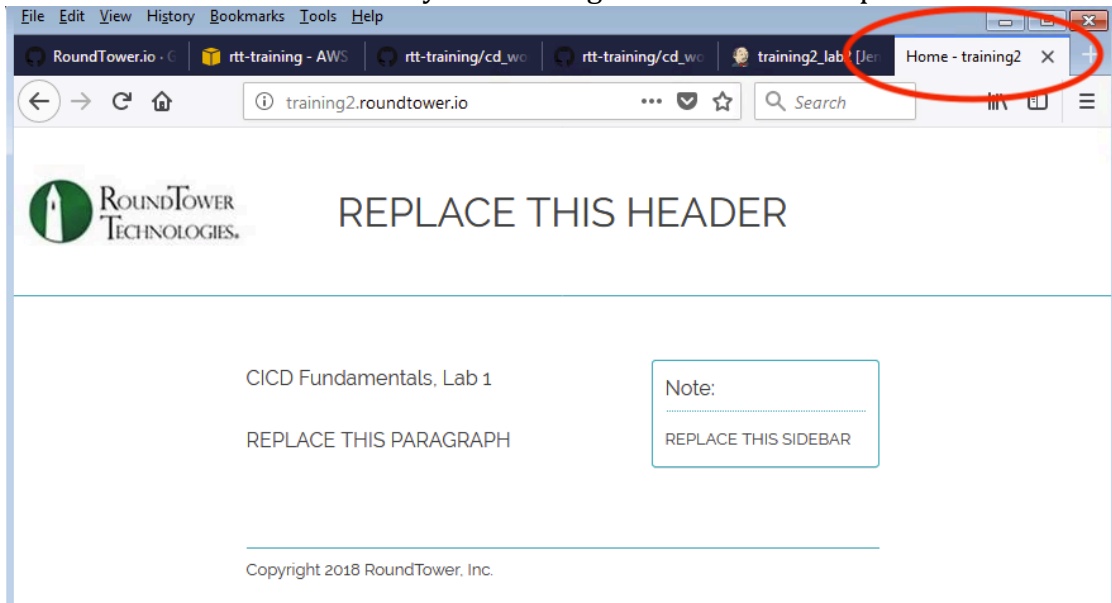 File Edit View History Bookmarks Tools Help
RoundTower.io - G rtt-training - AWS rtt-training/cd_wo rtt-training/cd_wo training2_lab2 [Jen Home - training2
training2.roundtower.io Search
ROUNDTOWER
TECHNOLOGIES.
REPLACE THIS HEADER
CICD Fundamentals, Lab 1
Note:
REPLACE THIS PARAGRAPH
REPLACE THIS SIDEBAR
Copyright 2018 RoundTower, Inc.